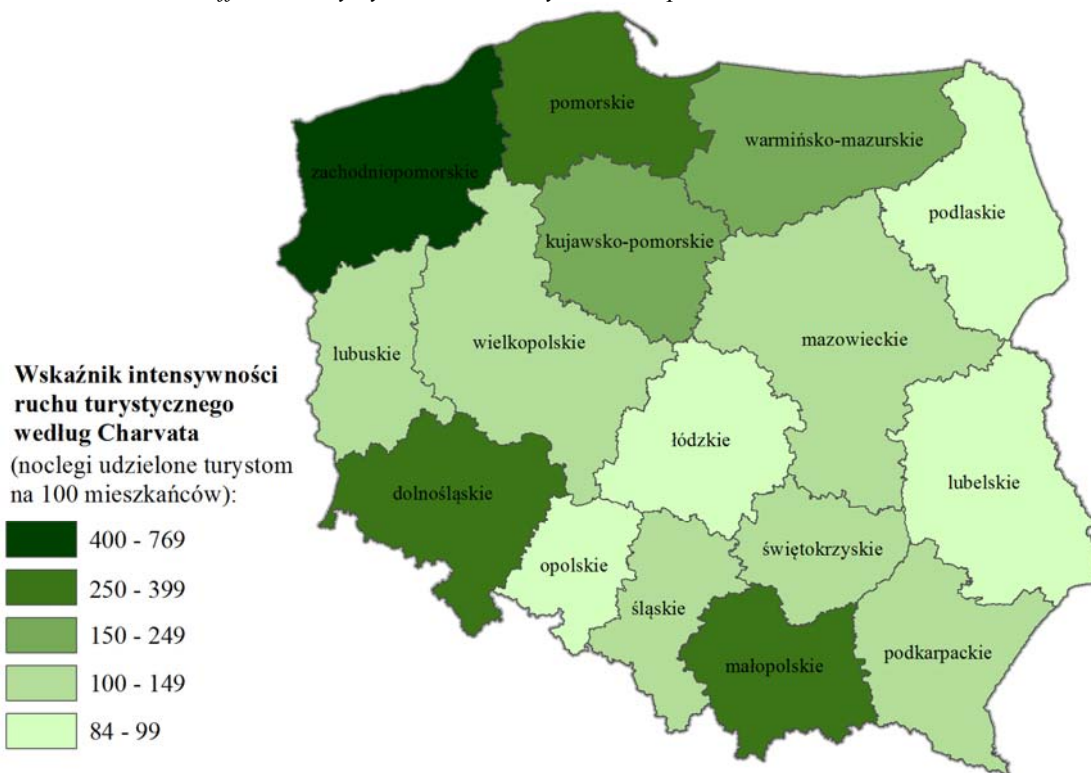 pomorskie
warmińsko-mazurskie
zachodniopomorskie
podlaskie
kujawsko-pomorskie
mazowieckie
wielkopolskie
lubuskie
Wskaźnik intensywności
ruchu turystycznego
według Charvata
(noclegi udzielone turystom
na 100 mieszkańców):
400 - 769
250 - 399
150 - 249
100 - 149
84 - 99
łódzkie
lubelskie
dolnośląskie
świętokrzyskie
opolskie
śląskie
podkarpackie
małopolskie